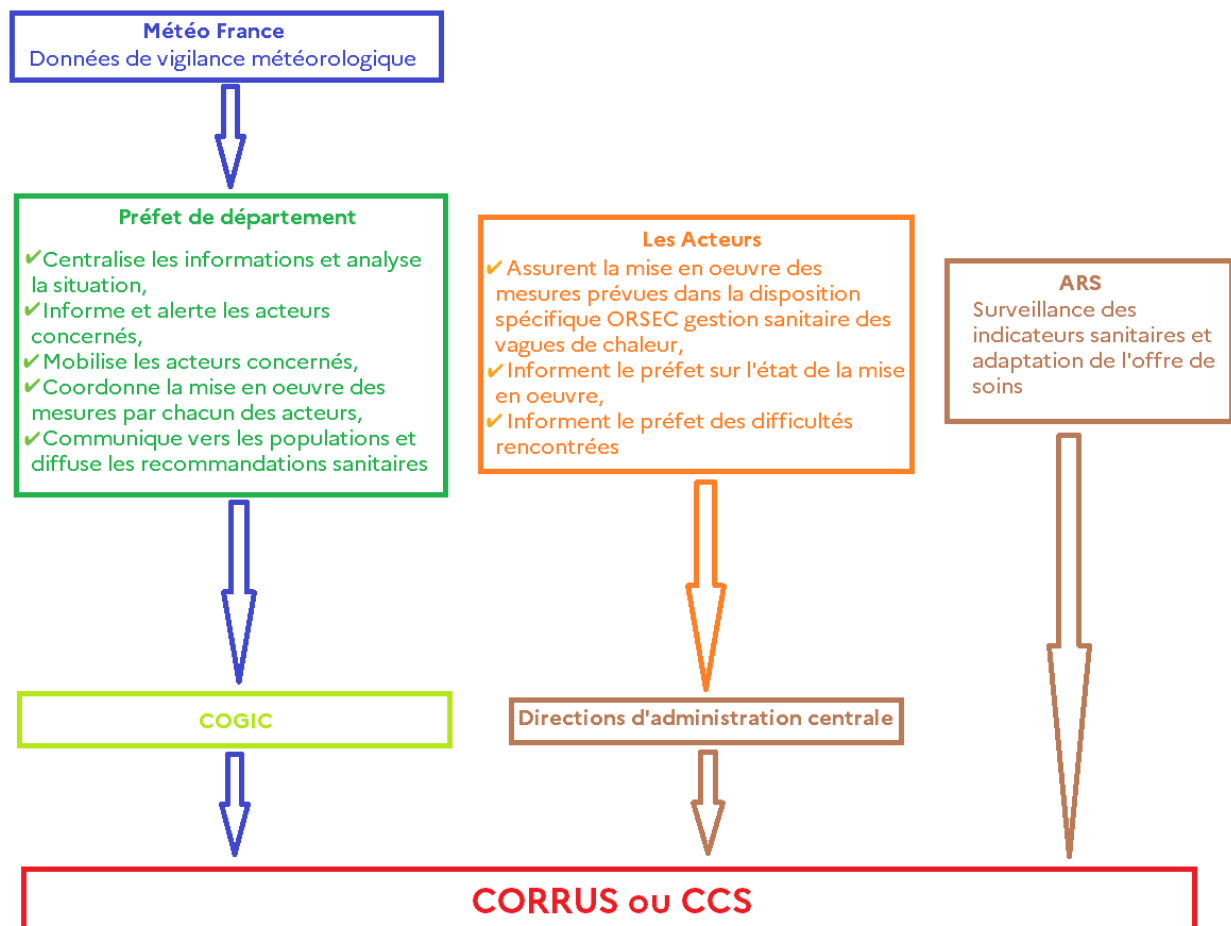 Météo France
Données de vigilance météorologique
Préfet de département
✔Centralise les informations et analyse
la situation,
✔Informe et alerte les acteurs
concernés,
✔Mobilise les acteurs concernés,
✔Coordonne la mise en oeuvre des
mesures par chacun des acteurs,
✔Communique vers les populations et
diffuse les recommandations sanitaires
Les Acteurs
✔Assurent la mise en oeuvre des
mesures prévues dans la disposition
spécifique ORSEC gestion sanitaire des
vagues de chaleur,
✔Informent le préfet sur l'état de la mise
en oeuvre,
✔Informent le préfet des difficultés
rencontrées
ARS
Surveillance des
indicateurs sanitaires et
adaptation de l'offre de
soins
COGIC
Directions d'administration centrale
CORRUS ou CCS